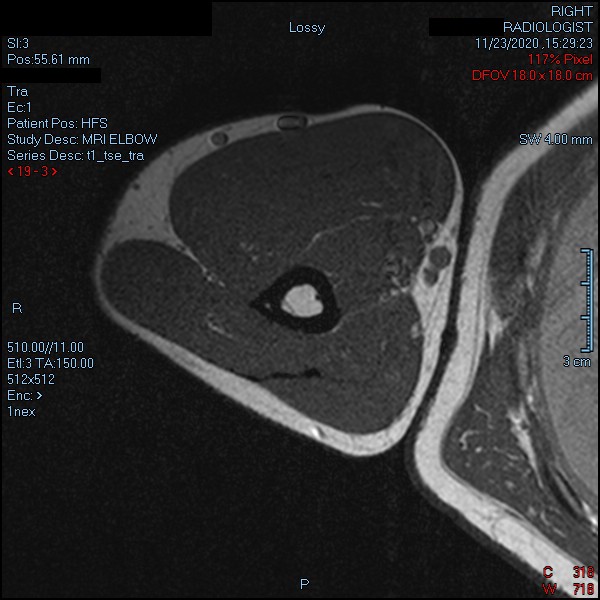 RIGHT
Lossy
RADIOLOGIST
SI:3
11/23/2020 ,15:29:23
Pos:55.61 mm
117% Pixel
DFOV 18.0 x 18.0 cm
Tra
Ec:1
Patient Pos: HFS
Study Desc: MRI ELBOW
SW 4.00 mm
Series Desc: t1_tse_tra
< 19 - 3 >
R
510.00//11.00
Etl:3 TA:150.00
3 cm
512x512
Enc: >
1nex
P
C 318
W 716